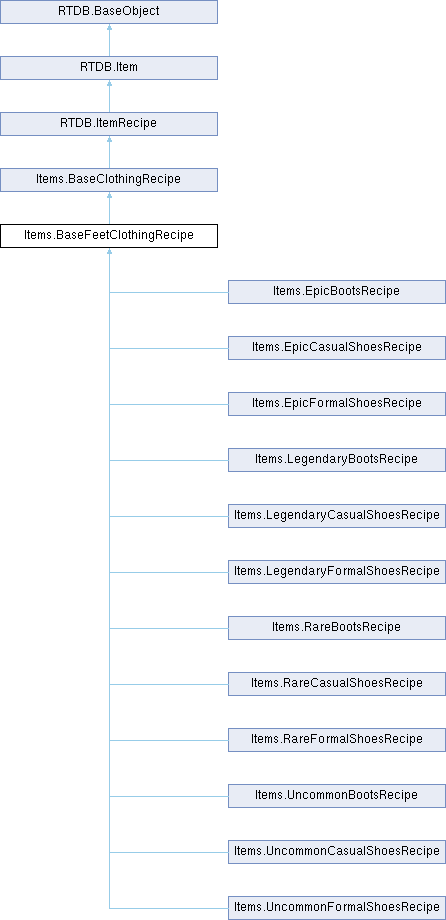 RTDB.BaseObject
RTDB.Item
RTDB.ItemRecipe
Items.BaseClothingRecipe
Items.BaseFeetClothingRecipe
Items.EpicBootsRecipe
Items.EpicCasualShoesRecipe
Items.EpicFormalShoesRecipe
Items.LegendaryBootsRecipe
Items.LegendaryCasualShoesRecipe
Items.LegendaryFormalShoesRecipe
Items.RareBootsRecipe
Items.RareCasualShoesRecipe
Items.RareFormalShoesRecipe
Items.UncommonBootsRecipe
Items.UncommonCasualShoesRecipe
Items.UncommonFormalShoesRecipe